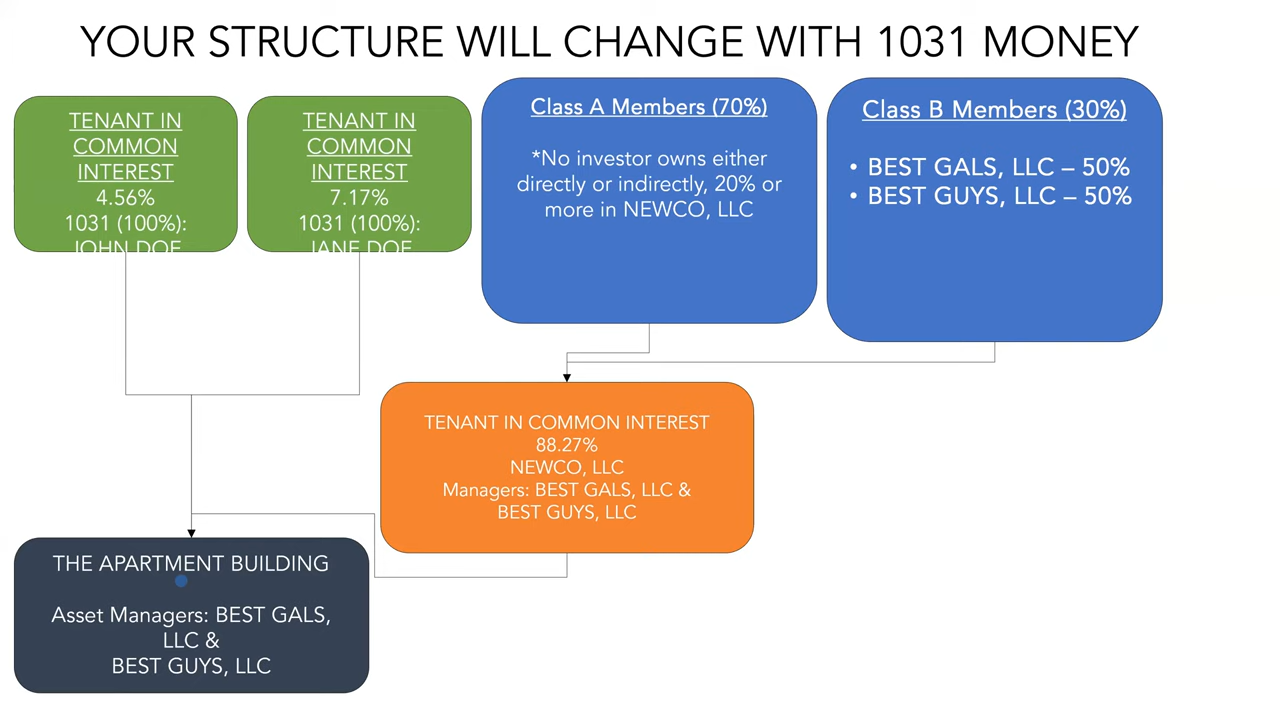 YOUR STRUCTURE WILL CHANGE WITH 1031 MONEY
TENANT IN
COMMON
INTEREST
4.56%
1031 (100%):
JOHN DOE
TENANT IN
COMMON
INTEREST
7.17%
1031 (100%):
JANE DOE
Class A Members (70%)
*No investor owns either
directly or indirectly, 20% or
more in NEWCO, LLC
Class B Members (30%)
• BEST GALS, LLC – 50%
• BEST GUYS, LLC – 50%
TENANT IN COMMON INTEREST
88.27%
NEWCO, LLC
Managers: BEST GALS, LLC &
BEST GUYS, LLC
THE APARTMENT BUILDING
Asset Managers: BEST GALS,
LLC &
BEST GUYS, LLC